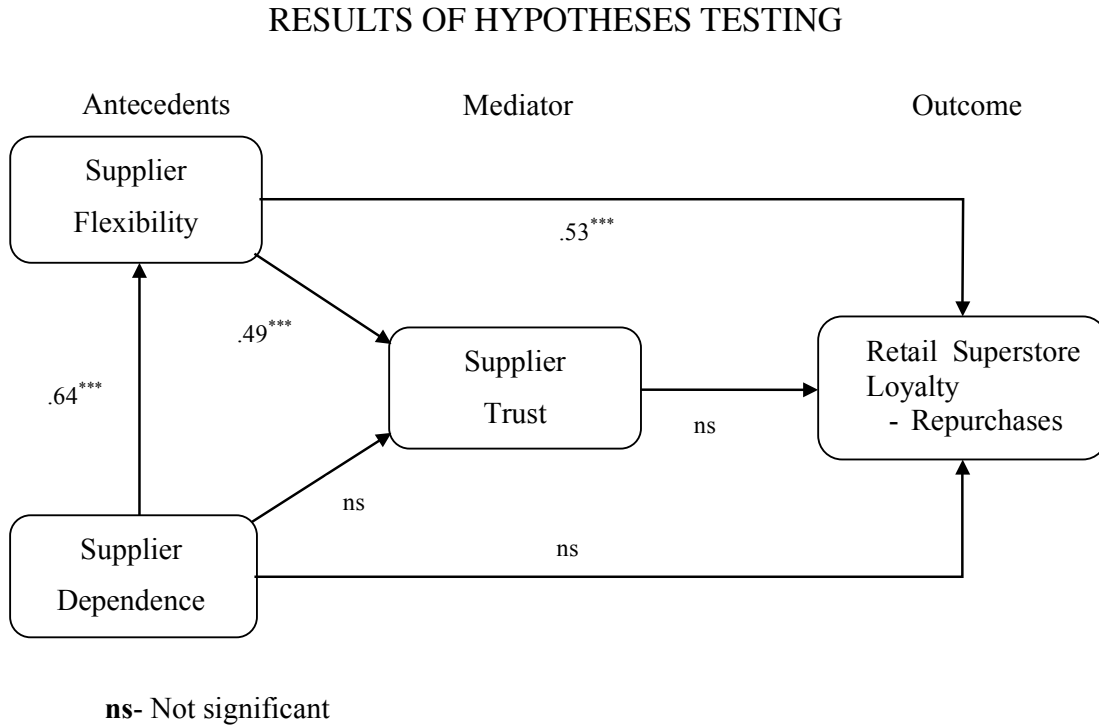 RESULTS OF HYPOTHESES TESTING
Antecedents
Mediator
Outcome
Supplier
Flexibility
.53***
.49***
.64***
Supplier
Trust
ns
Retail Superstore
Loyalty
- Repurchases
ns
Supplier
Dependence
ns
ns- Not significant